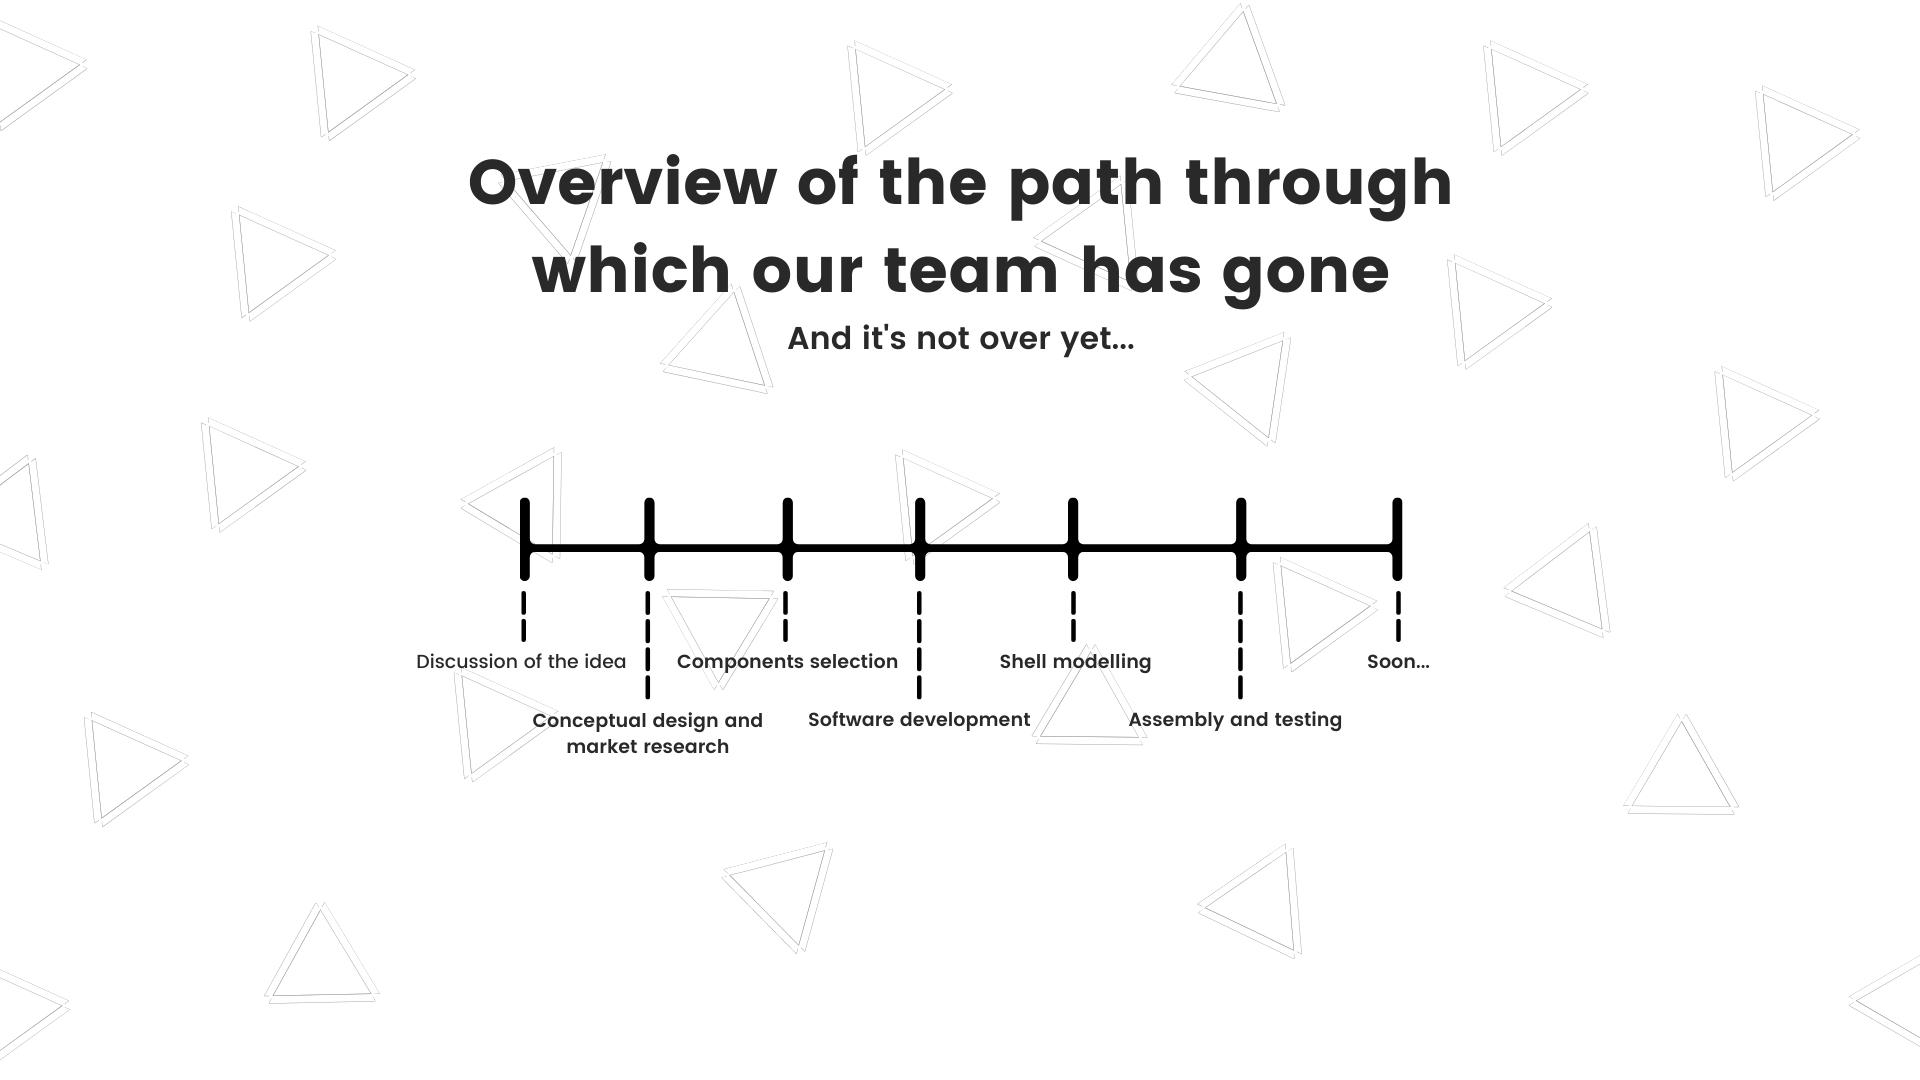 Overview of the path through
which our team has gone
And it's not over yet...
Discussion of the idea
Conceptual design and
market research
Components selection
Software development
Shell modelling
Assembly and testing
Soon...